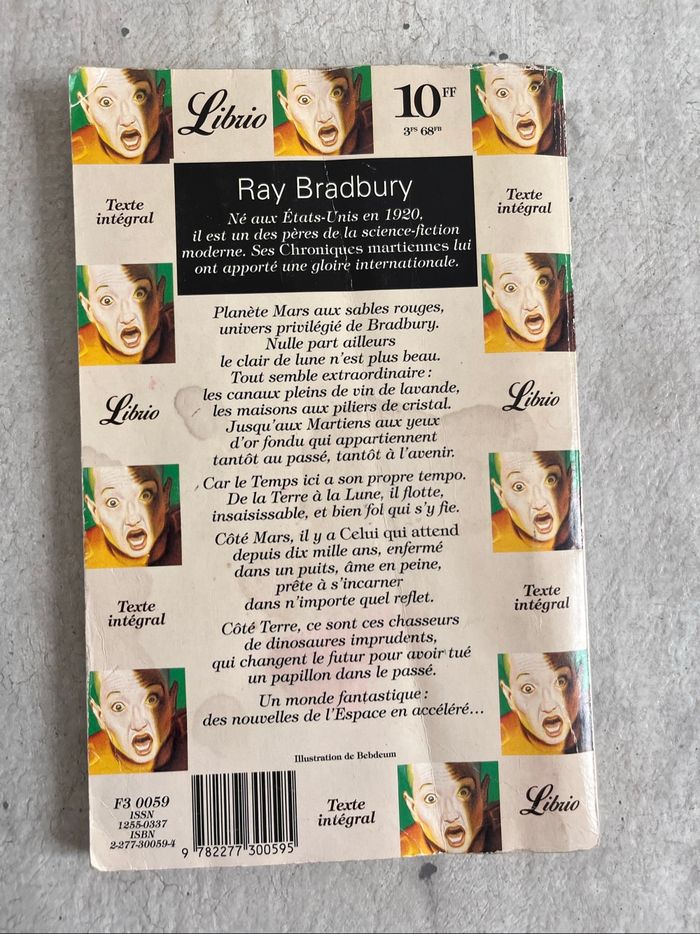 Librio
10 FF
3FS 68FB
Texte
intégral
Ray Bradbury
Né aux États-Unis en 1920,
il est un des pères de la science-fiction
moderne. Ses Chroniques martiennes lui
ont apporté une gloire internationale.
Texte
intégral
Planète Mars aux sables rouges,
univers privilégié de Bradbury.
Nulle part ailleurs
le clair de lune n'est plus beau.
Tout semble extraordinaire :
les canaux pleins de vin de lavande,
les maisons aux piliers de cristal.
Jusqu'aux Martiens aux yeux
d'or fondu qui appartiennent
tantôt au passé, tantôt à l'avenir.
Librio
Librio
Car le Temps ici a son propre tempo.
De la Terre à la Lune, il flotte,
insaisissable, et bien fol qui s'y fie.
Côté Mars, il y a Celui qui attend
depuis dix mille ans, enfermé
dans un puits, âme en peine,
prête à s'incarner
dans n'importe quel reflet.
Texte
intégral
Texte
intégral
Côté Terre, ce sont ces chasseurs
de dinosaures imprudents,
qui changent le futur pour avoir tué
un papillon dans le passé.
Un monde fantastique :
des nouvelles de l'Espace en accéléré...
Illustration de Bebdeum
F3 0059
ISSN
1255-0337
ISBN
2-277-30059-4
9 782277 300595
Texte
intégral
Librio